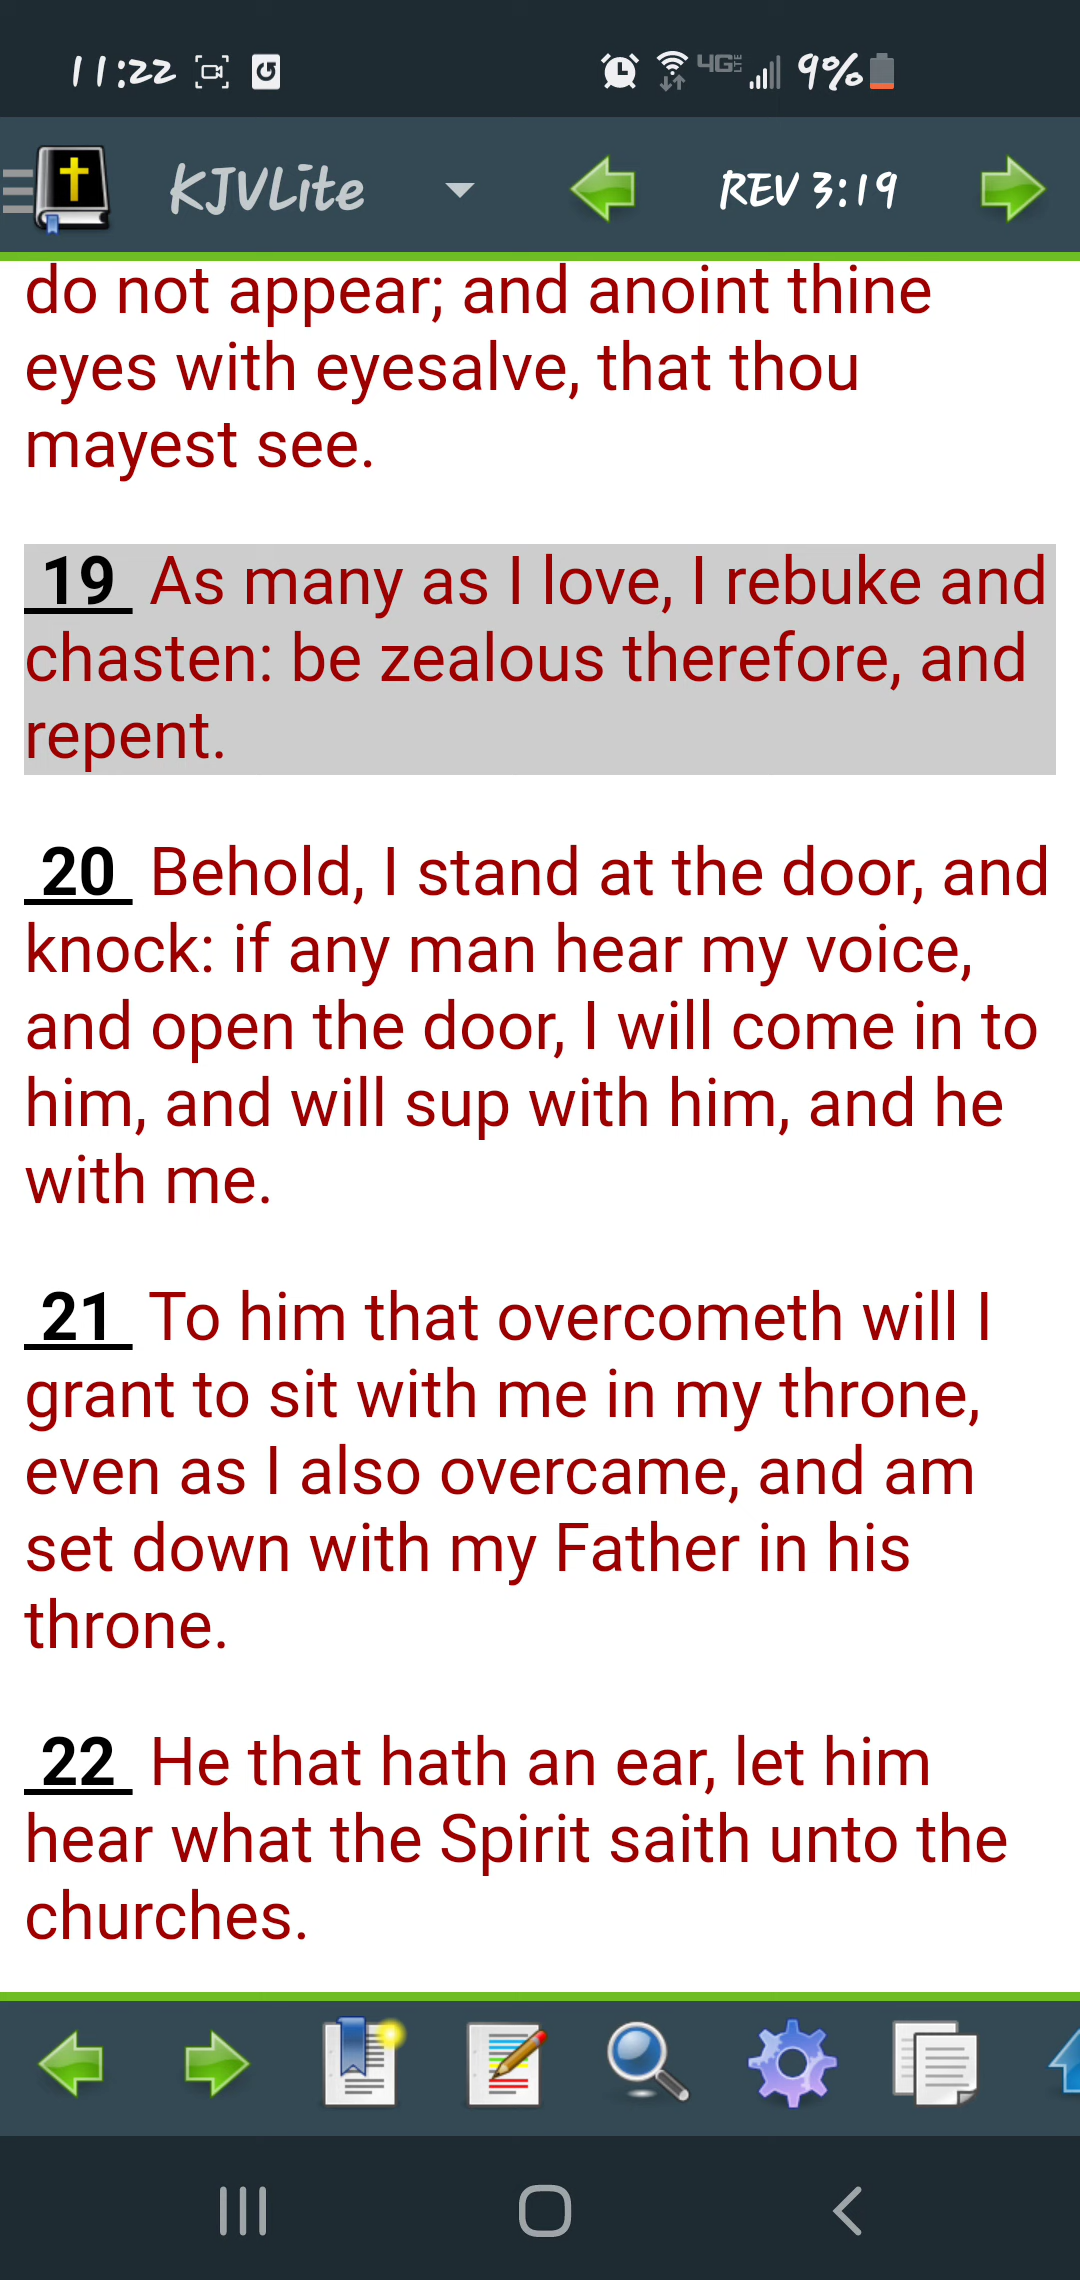 11:22 4G LTE 9%
KJVLite REV 3:19
do not appear; and anoint thine
eyes with eyesalve, that thou
mayest see.
19 As many as I love, I rebuke and
chasten: be zealous therefore, and
repent.
20 Behold, I stand at the door, and
knock: if any man hear my voice,
and open the door, I will come in to
him, and will sup with him, and he
with me.
21 To him that overcometh will I
grant to sit with me in my throne,
even as I also overcame, and am
set down with my Father in his
throne.
22 He that hath an ear, let him
hear what the Spirit saith unto the
churches.